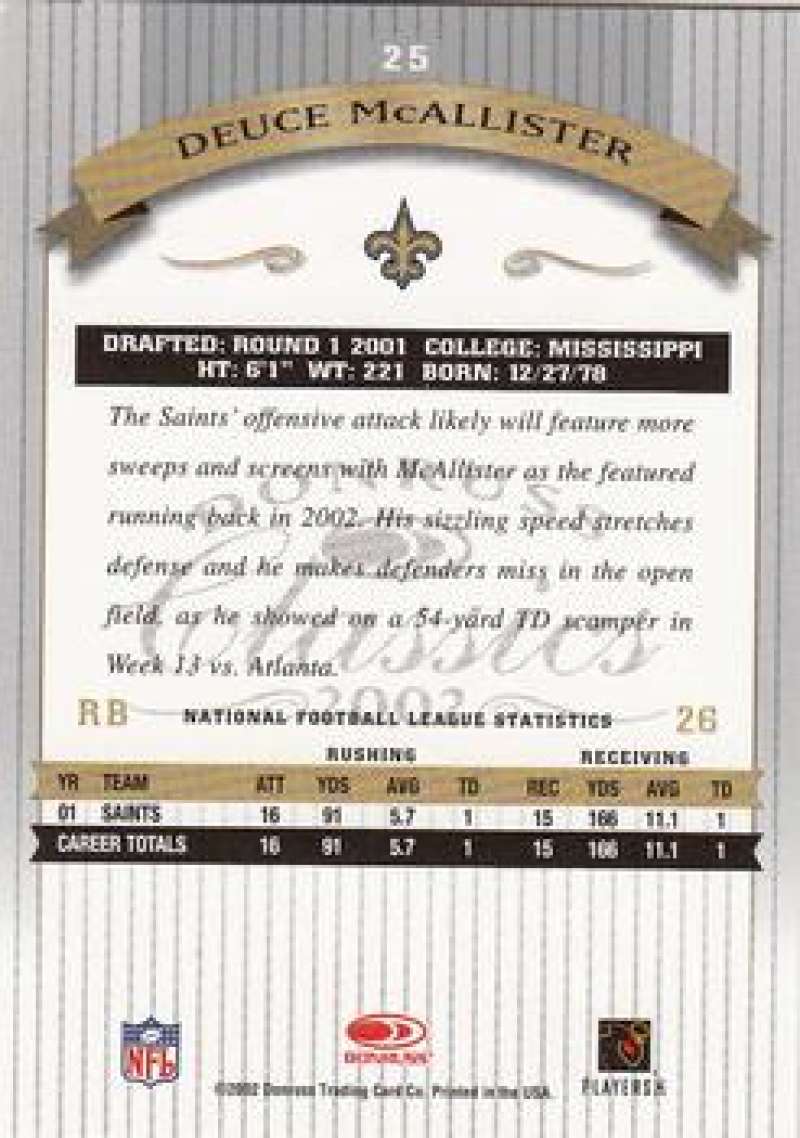 25
DEUCE McALLISTER
DRAFTED: ROUND 1 2001 COLLEGE: MISSISSIPPI
HT: 6'1" WT: 221 BORN: 12/27/78
The Saints' offensive attack likely will feature more
sweeps and screens with McAllister as the featured
running back in 2002. His sizzling speed stretches
defense and he makes defenders miss in the open
field, as he showed on a 54-yard TD scamper in
Week 13 vs. Atlanta.
DONRUSS
Classics
2002
RB NATIONAL FOOTBALL LEAGUE STATISTICS 26
RUSHING RECEIVING
YR TEAM ATT YDS AVG TD REC YDS AVG TD
01 SAINTS 16 91 5.7 1 15 166 11.1 1
CAREER TOTALS 16 91 5.7 1 15 166 11.1 1
NFL
DONRUSS
PLAYERS
©2002 Donruss Trading Card Co. Printed in the USA.